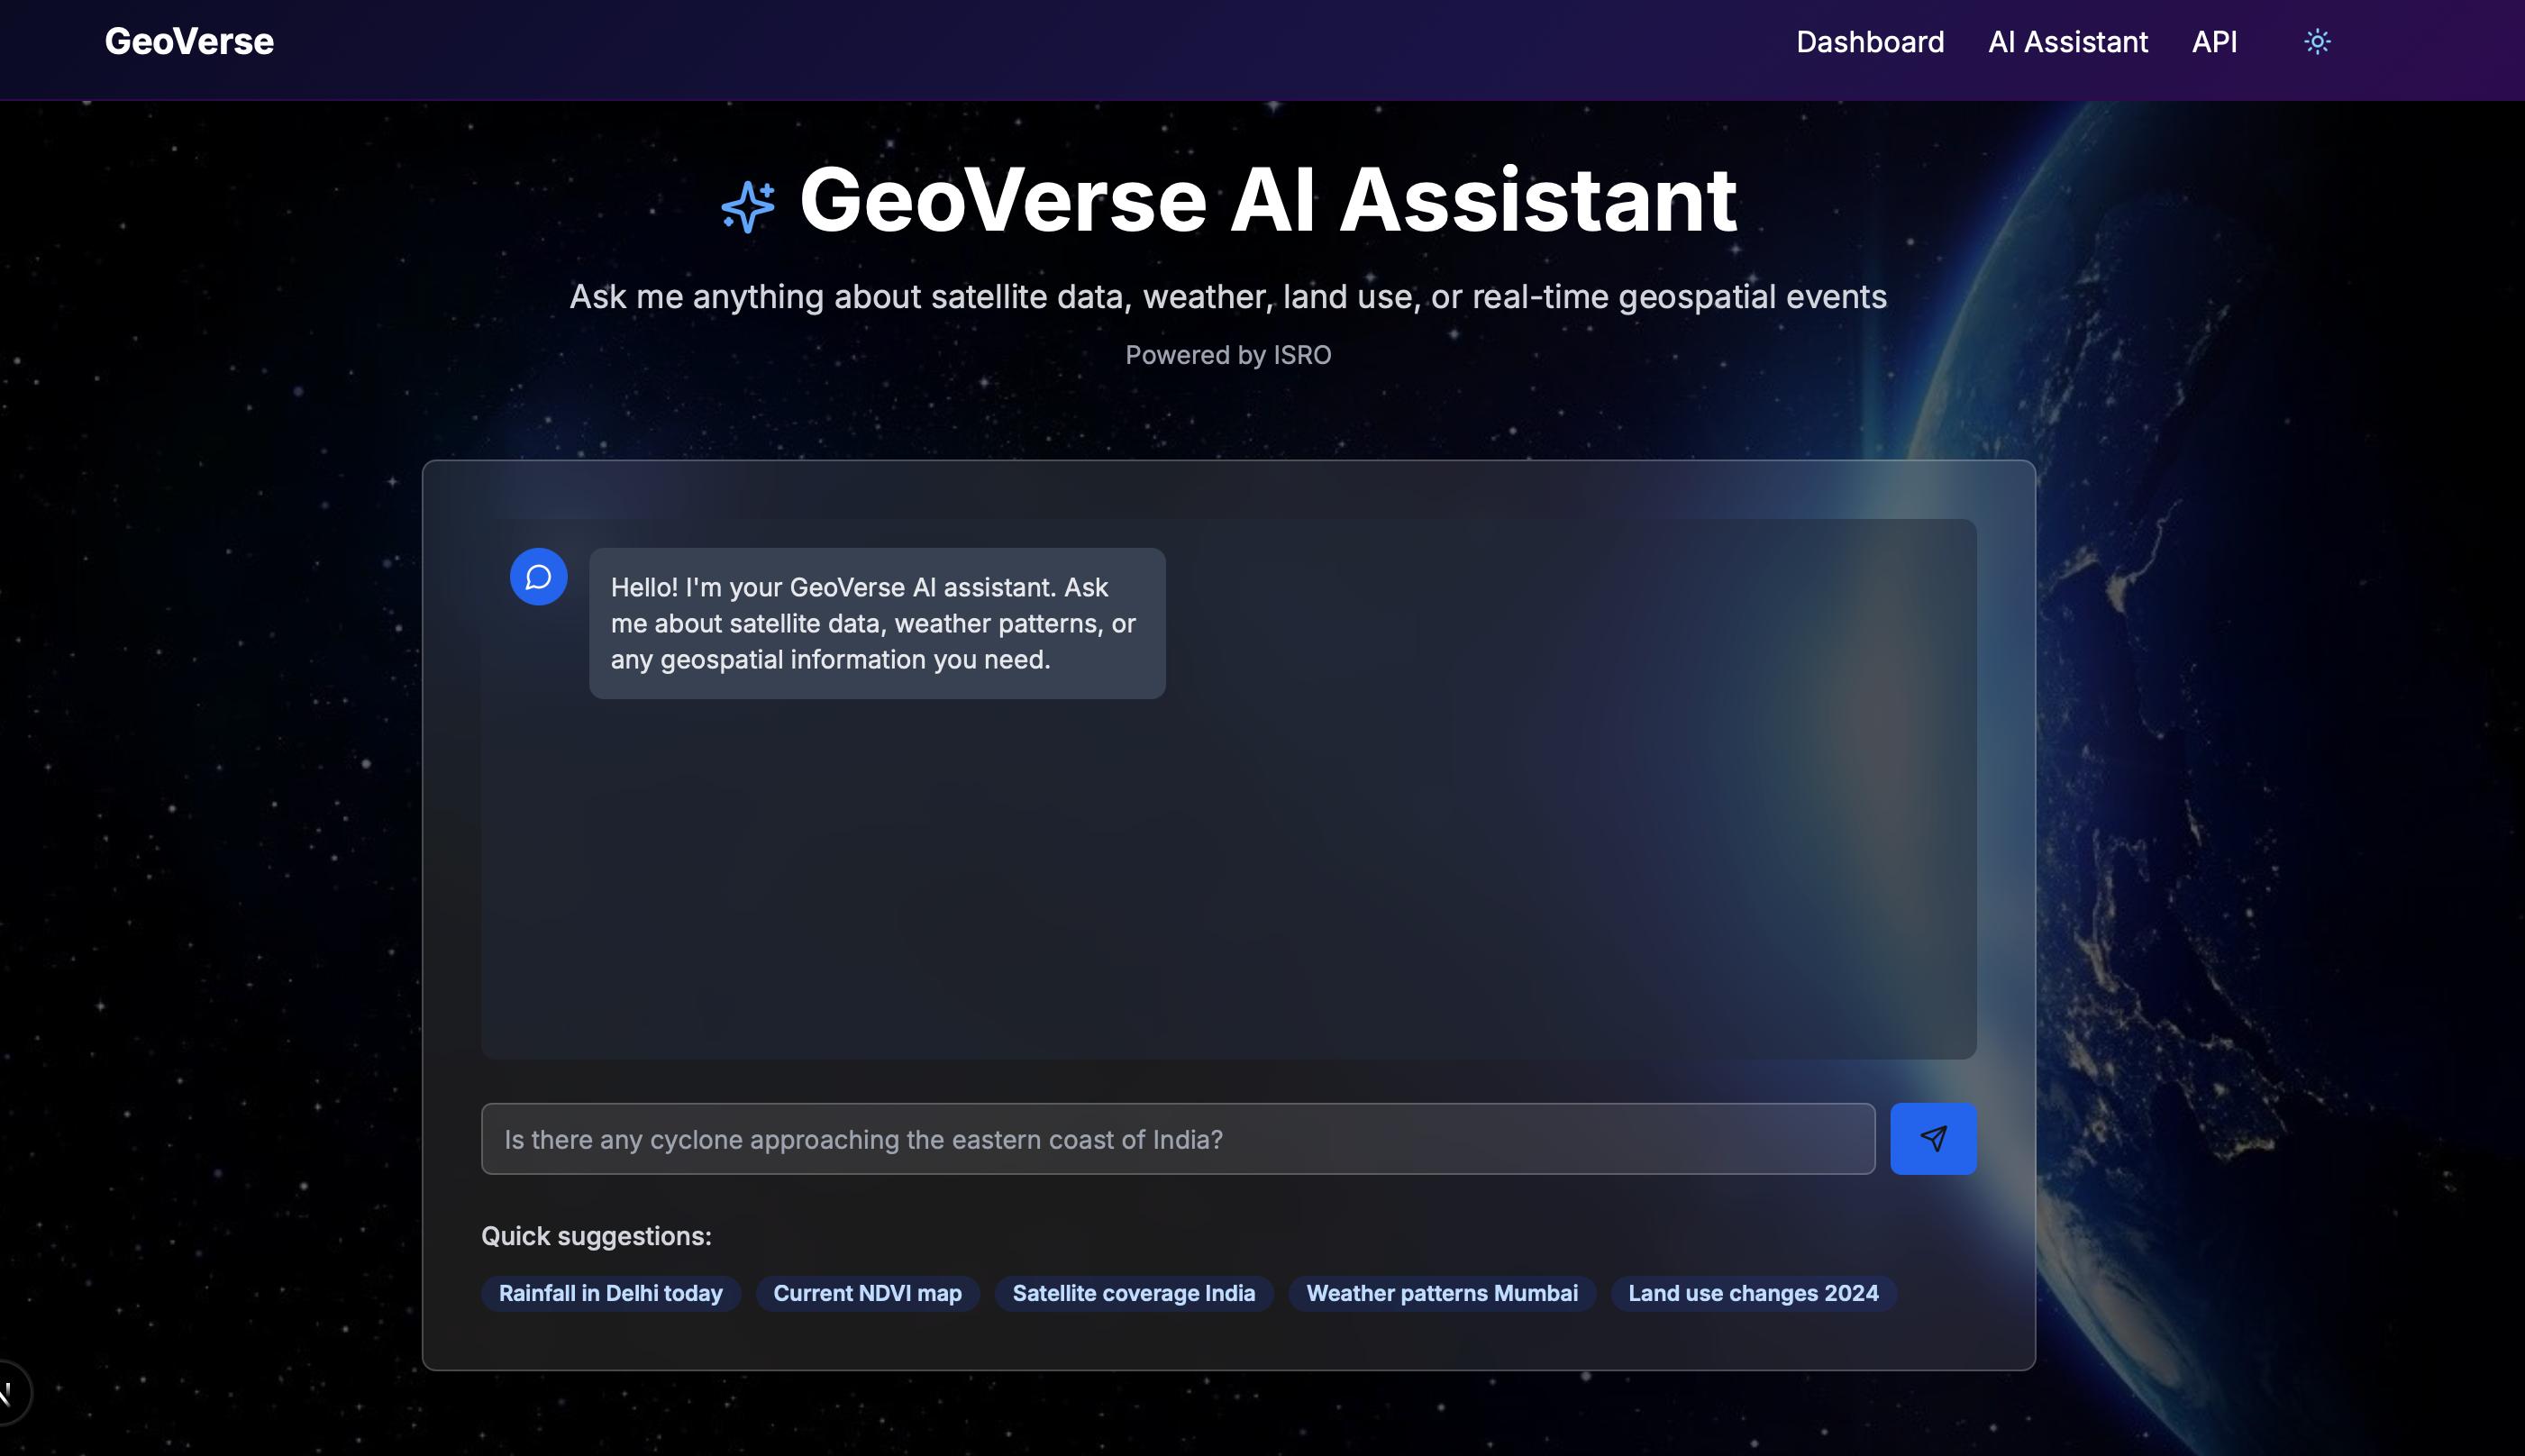 GeoVerse
Dashboard
AI Assistant
API
GeoVerse AI Assistant
Ask me anything about satellite data, weather, land use, or real-time geospatial events
Powered by ISRO
Hello! I'm your GeoVerse AI assistant. Ask
me about satellite data, weather patterns, or
any geospatial information you need.
Is there any cyclone approaching the eastern coast of India?
Quick suggestions:
Rainfall in Delhi today
Current NDVI map
Satellite coverage India
Weather patterns Mumbai
Land use changes 2024